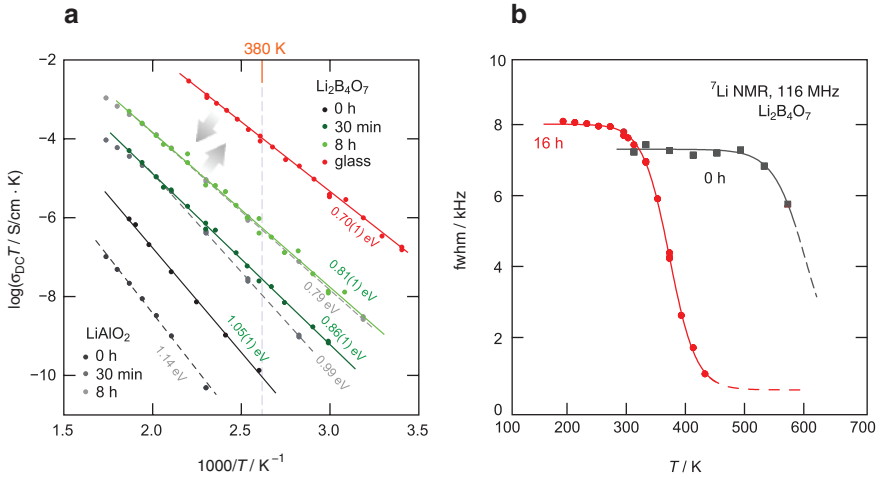 a
380 K
−2
−4
−6
−8
−10
log(σDCT / S/cm · K)
Li2B4O7
0 h
30 min
8 h
glass
0.70(1) eV
0.81(1) eV
0.79 eV
0.86(1) eV
0.99 eV
1.05(1) eV
1.14 eV
LiAlO2
0 h
30 min
8 h
1.5 2.0 2.5 3.0 3.5
1000/T / K−1
b
10
8
6
4
2
0
fwhm / kHz
7Li NMR, 116 MHz
Li2B4O7
16 h
0 h
100 200 300 400 500 600 700
T / K